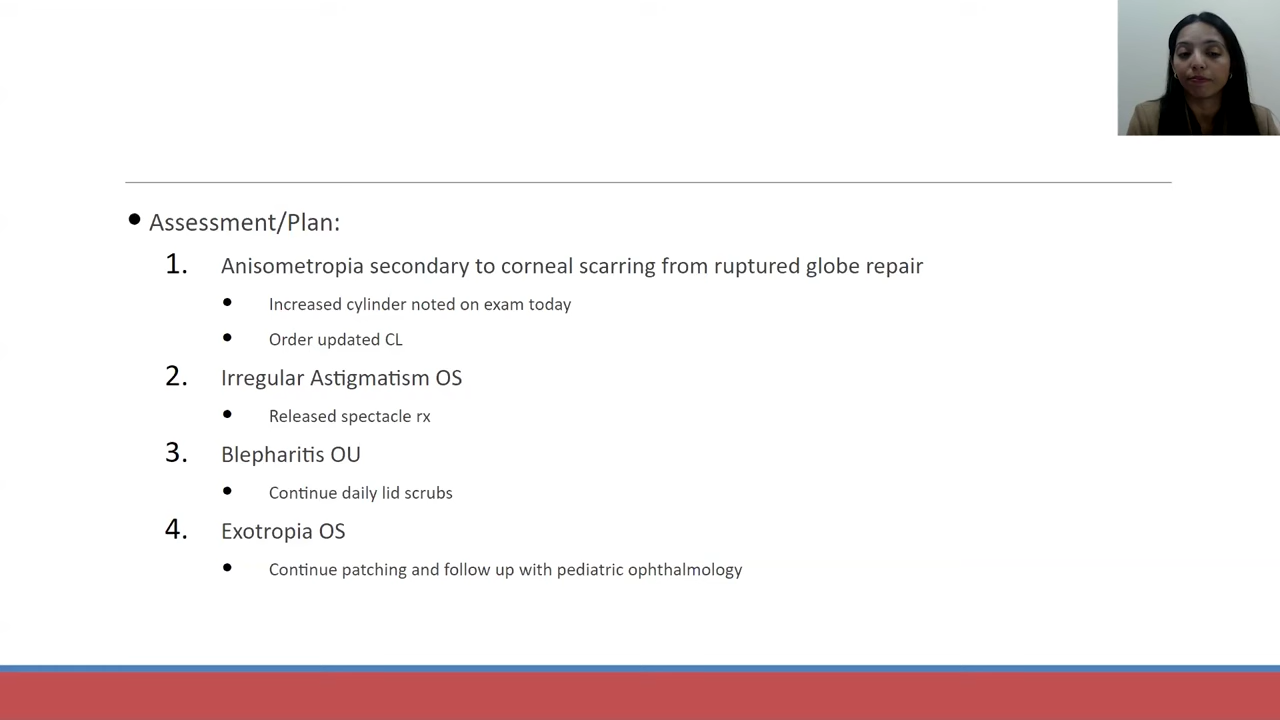 Assessment/Plan:
1. Anisometropia secondary to corneal scarring from ruptured globe repair
Increased cylinder noted on exam today
Order updated CL
2. Irregular Astigmatism OS
Released spectacle rx
3. Blepharitis OU
Continue daily lid scrubs
4. Exotropia OS
Continue patching and follow up with pediatric ophthalmology